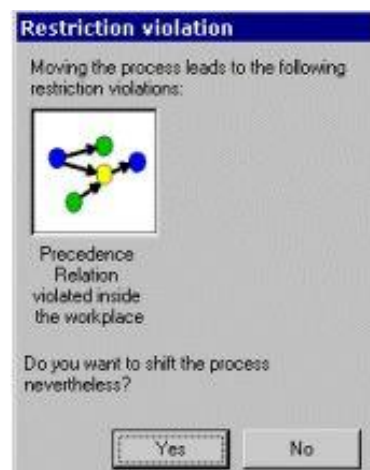 Restriction violation
Moving the process leads to the following
restriction violations:
Precedence
Relation
violated inside
the workplace
Do you want to shift the process
nevertheless?
Yes No